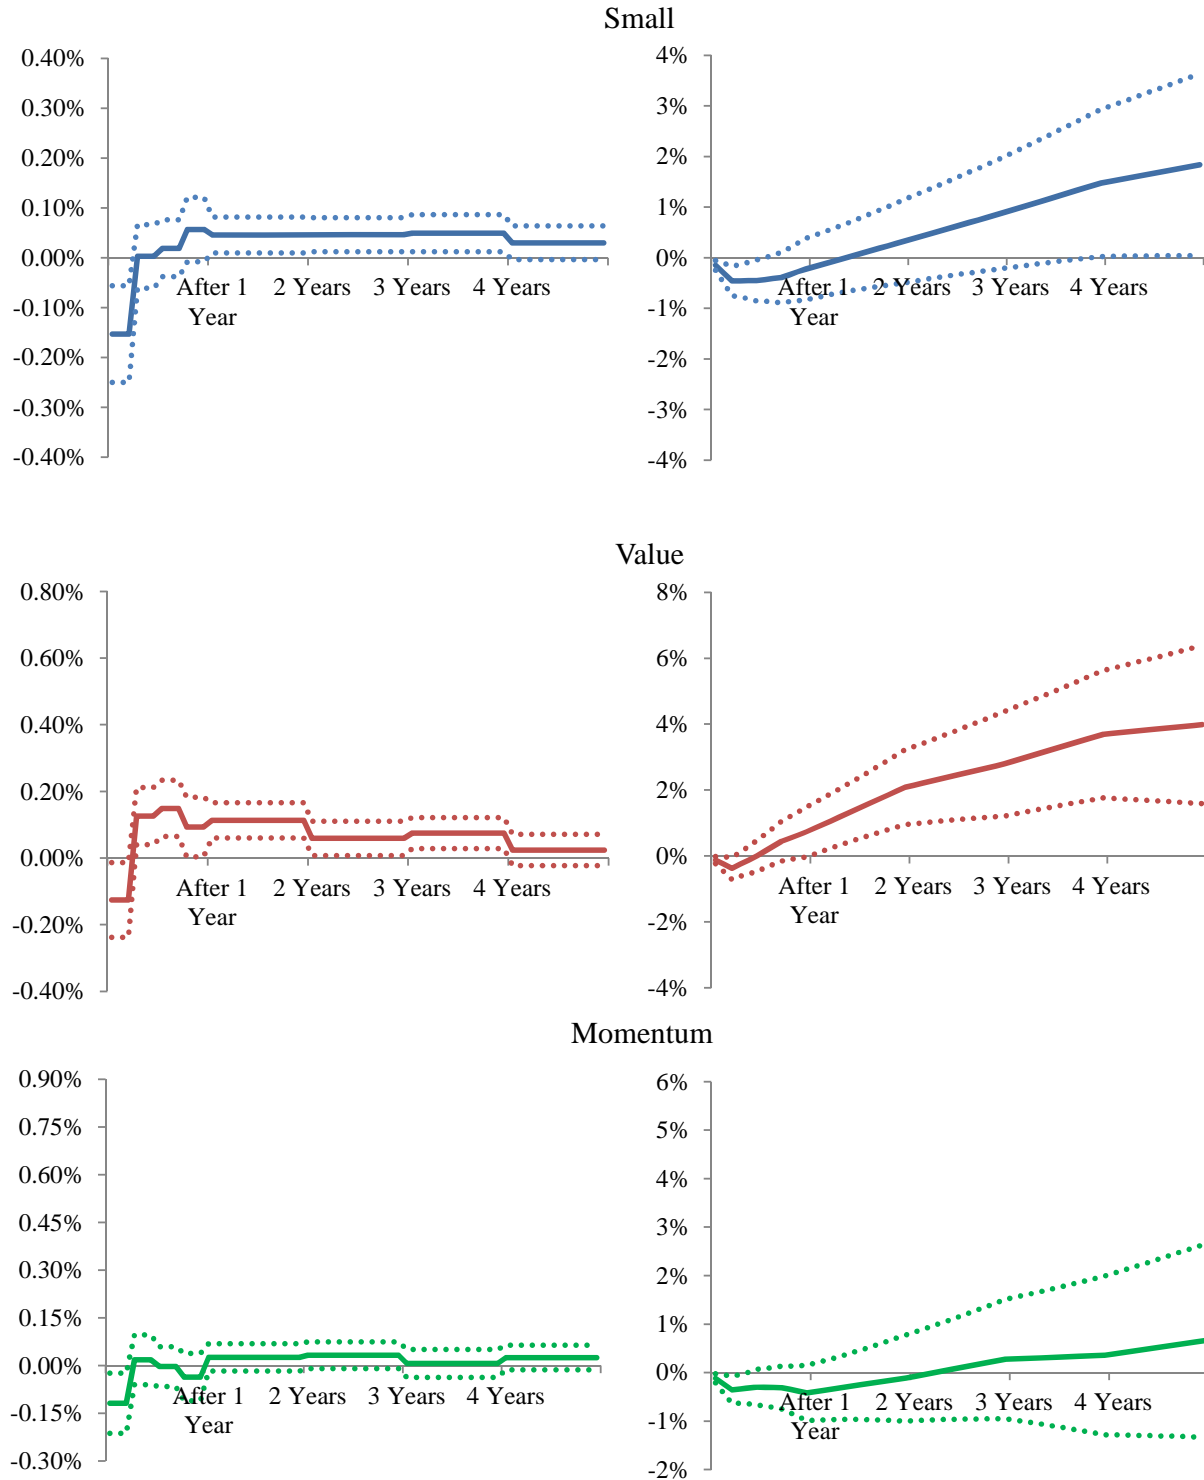 Small
0.40%
0.30%
0.20%
0.10%
0.00%
-0.10%
-0.20%
-0.30%
-0.40%
After 1
Year
2 Years
3 Years
4 Years
4%
3%
2%
1%
0%
-1%
-2%
-3%
-4%
After 1
Year
2 Years
3 Years
4 Years
Value
0.80%
0.60%
0.40%
0.20%
0.00%
-0.20%
-0.40%
After 1
Year
2 Years
3 Years
4 Years
8%
6%
4%
2%
0%
-2%
-4%
After 1
Year
2 Years
3 Years
4 Years
Momentum
0.90%
0.75%
0.60%
0.45%
0.30%
0.15%
0.00%
-0.15%
-0.30%
After 1
Year
2 Years
3 Years
4 Years
6%
5%
4%
3%
2%
1%
0%
-1%
-2%
After 1
Year
2 Years
3 Years
4 Years